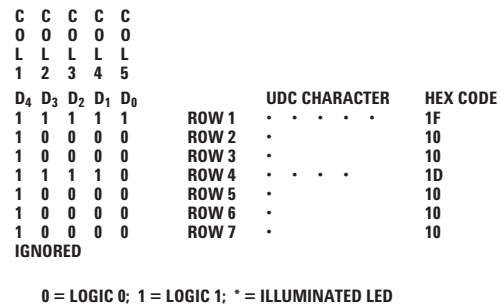 C C C C C
O O O O O
L L L L L
1 2 3 4 5
D4 D3 D2 D1 D0 UDC CHARACTER HEX CODE
1 1 1 1 1 ROW 1 • • • • • 1F
1 0 0 0 0 ROW 2 • 10
1 0 0 0 0 ROW 3 • 10
1 1 1 1 0 ROW 4 • • • • 1D
1 0 0 0 0 ROW 5 • 10
1 0 0 0 0 ROW 6 • 10
1 0 0 0 0 ROW 7 • 10
IGNORED
0 = LOGIC 0; 1 = LOGIC 1; * = ILLUMINATED LED